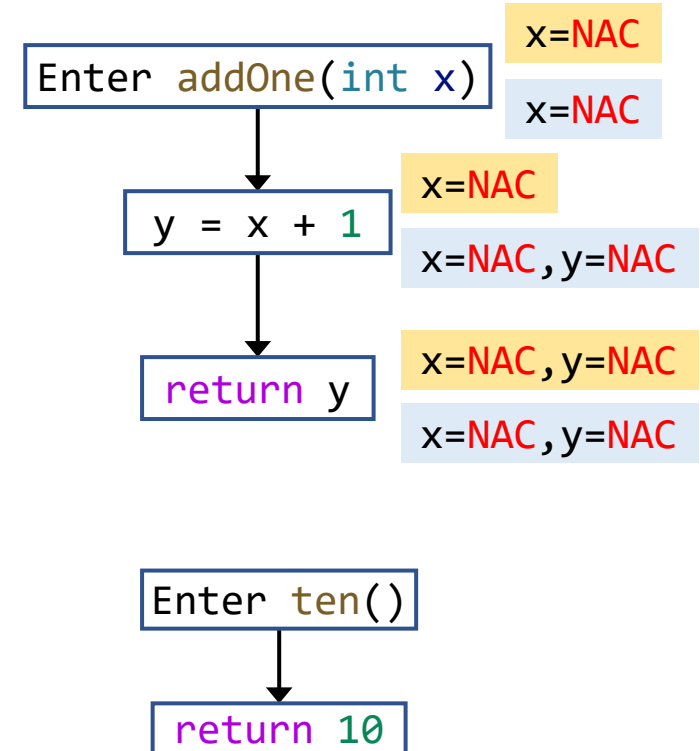 x=NAC
Enter addOne(int x)
x=NAC
x=NAC
y = x + 1
x=NAC,y=NAC
x=NAC,y=NAC
return y
x=NAC,y=NAC
Enter ten()
return 10